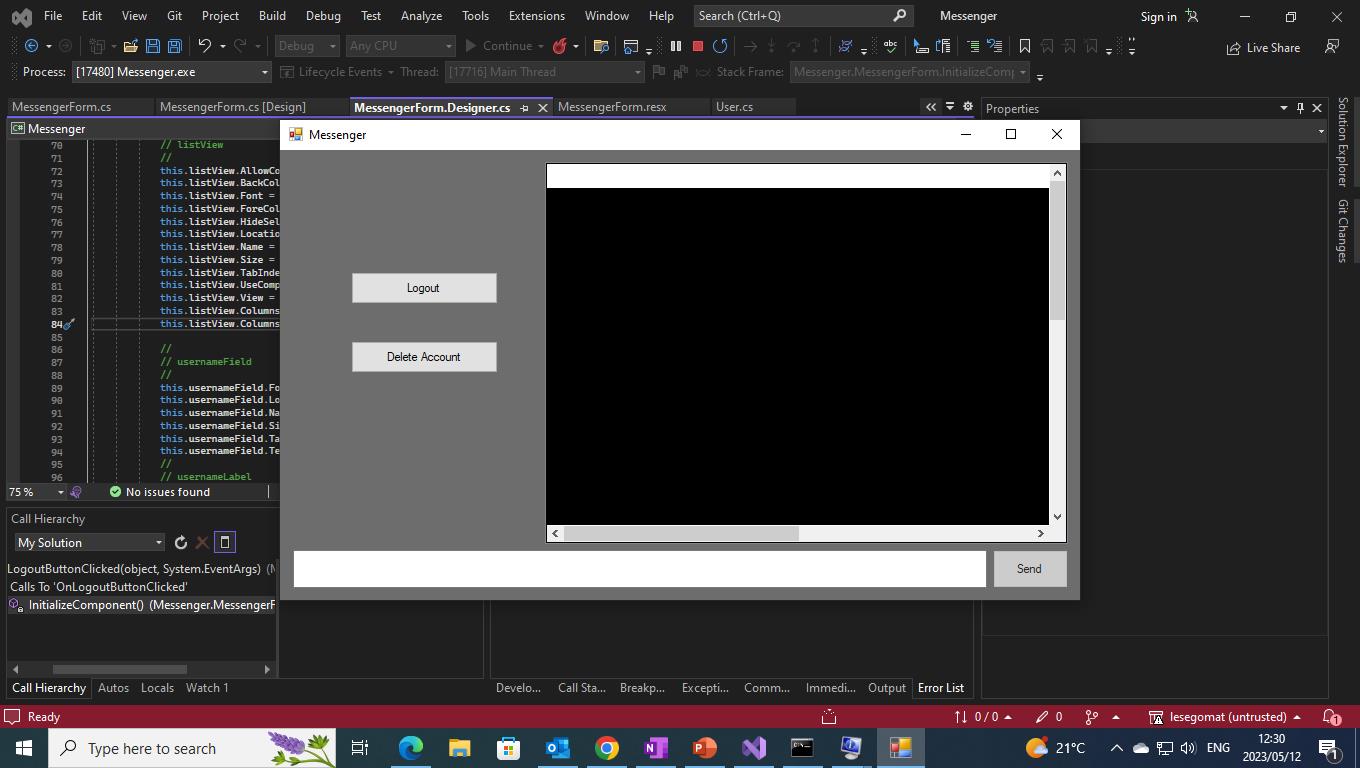 File Edit View Git Project Build Debug Test Analyze Tools Extensions Window Help Search (Ctrl+Q) Messenger Sign in
Debug Any CPU Continue Live Share
Process: [17480] Messenger.exe Lifecycle Events Thread: [17716] Main Thread Stack Frame: Messenger.MessengerForm.InitializeComp
MessengerForm.cs MessengerForm.cs [Design] MessengerForm.Designer.cs MessengerForm.resx User.cs
Properties
Solution Explorer
Git Changes
Messenger
70 // listView
71 //
72 this.listView.AllowCo
73 this.listView.BackCol
74 this.listView.Font =
75 this.listView.ForeCol
76 this.listView.HideSel
77 this.listView.Locatio
78 this.listView.Name =
79 this.listView.Size =
80 this.listView.TabInde
81 this.listView.UseComp
82 this.listView.View =
83 this.listView.Columns
84 this.listView.Columns
85
86 //
87 // usernameField
88 //
89 this.usernameField.Fo
90 this.usernameField.Lo
91 this.usernameField.Na
92 this.usernameField.Si
93 this.usernameField.Ta
94 this.usernameField.Te
95 //
96 // usernameLabel
75 % No issues found
Messenger
Logout
Delete Account
Send
Call Hierarchy
My Solution
LogoutButtonClicked(object, System.EventArgs) (M
Calls To 'OnLogoutButtonClicked'
InitializeComponent() (Messenger.MessengerF
Call Hierarchy Autos Locals Watch 1
Develo... Call Sta... Breakp... Excepti... Comm... Immedi... Output Error List
Ready 0 / 0 0 lesegomat (untrusted) 1
Type here to search 21°C ENG 12:30
2023/05/12 1